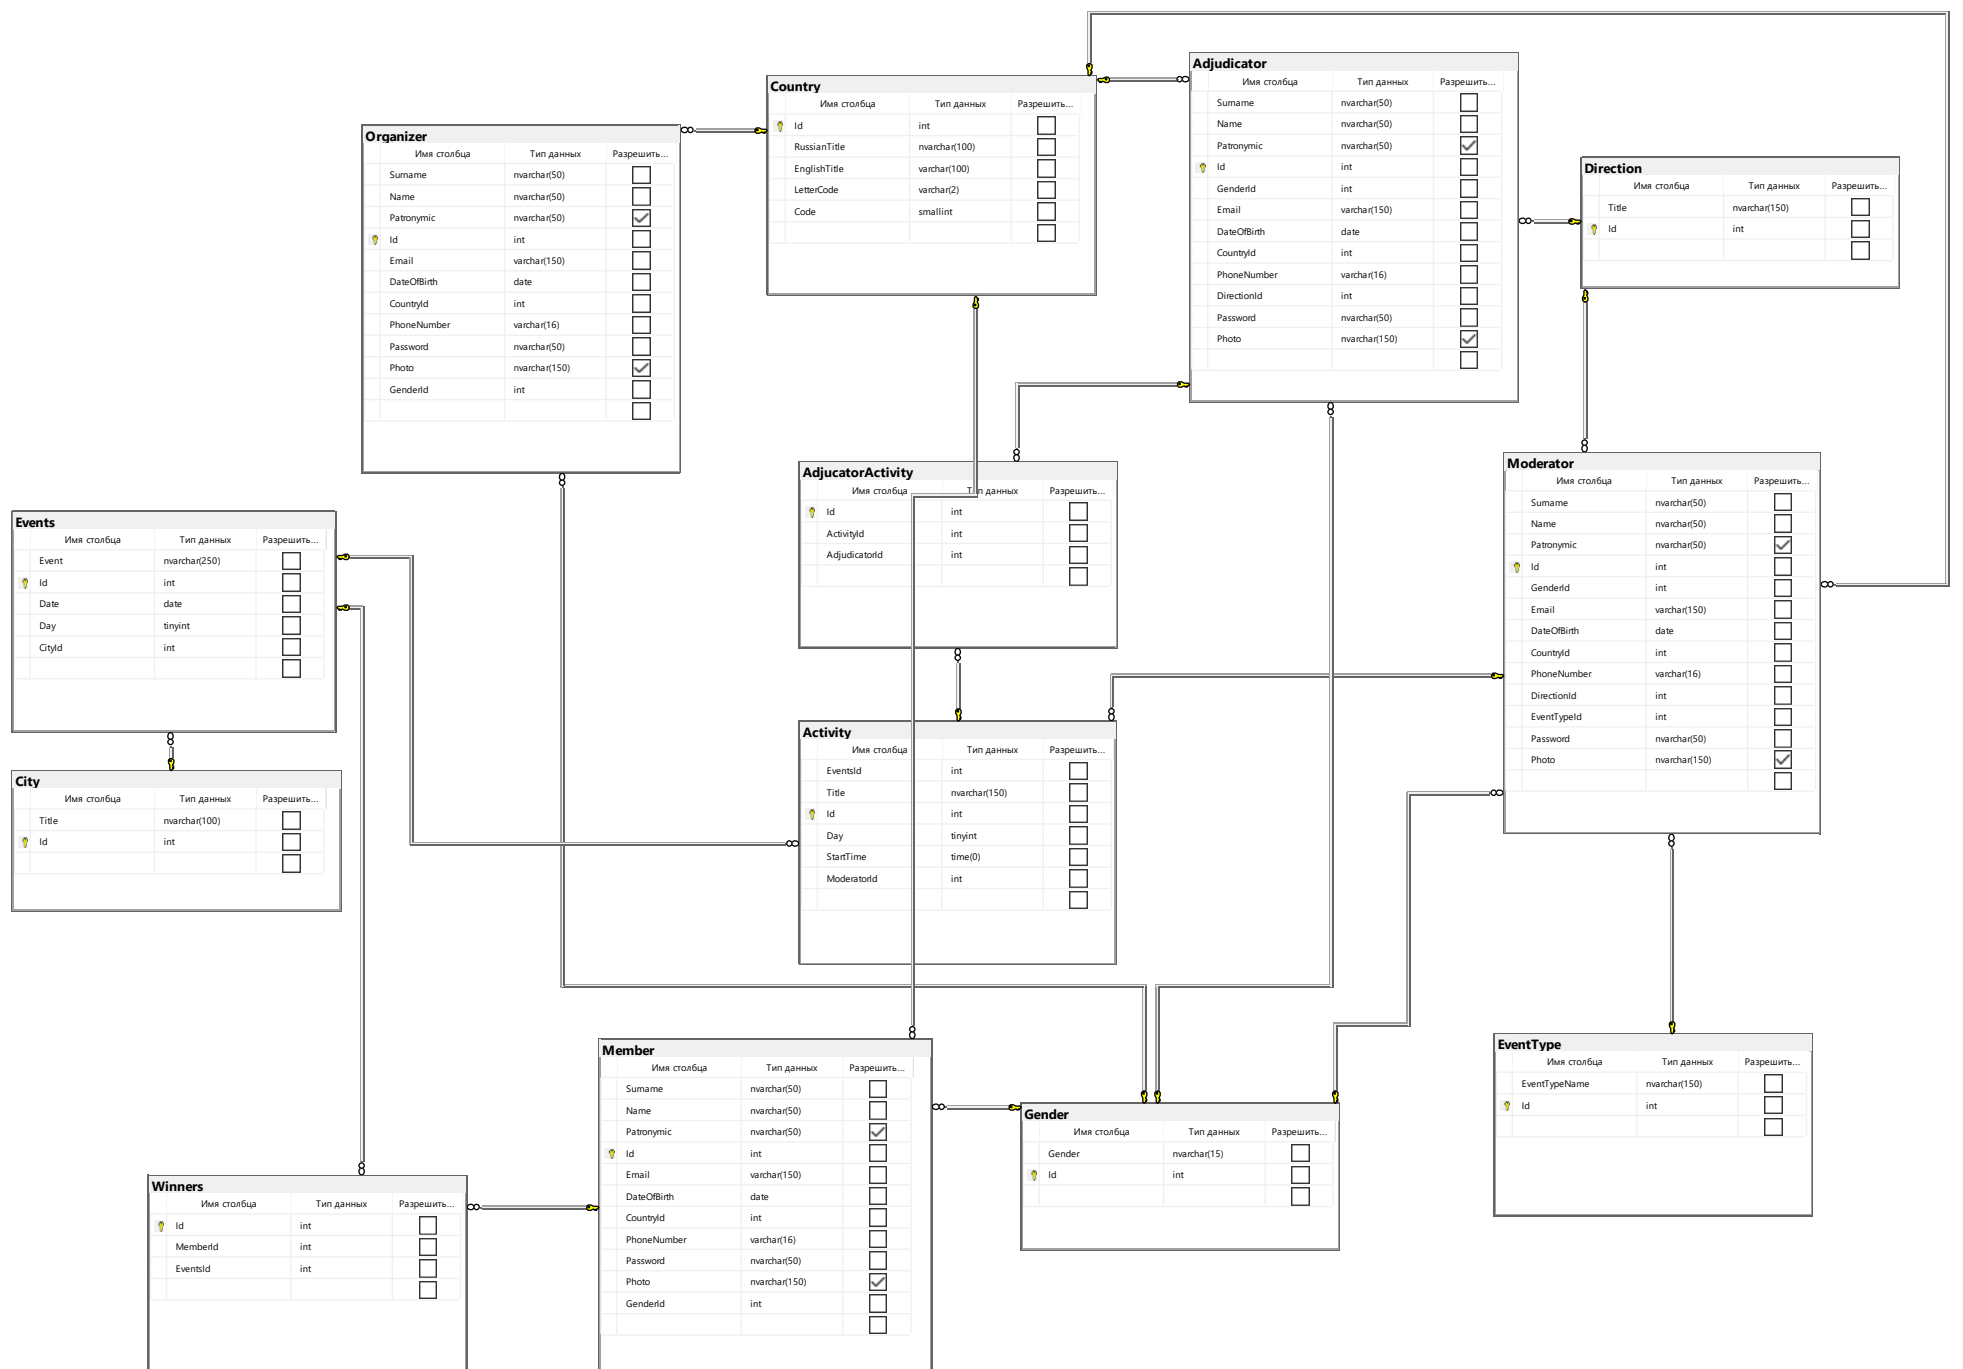 Country
Имя столбца Тип данных Разрешить...
Id int
RussianTitle nvarchar(100)
EnglishTitle varchar(100)
LetterCode varchar(2)
Code smallint
Adjudicator
Имя столбца Тип данных Разрешить...
Surname nvarchar(50)
Name nvarchar(50)
Patronymic nvarchar(50)
Id int
GenderId int
Email varchar(150)
DateOfBirth date
CountryId int
PhoneNumber varchar(16)
DirectionId int
Password nvarchar(50)
Photo nvarchar(150)
Organizer
Имя столбца Тип данных Разрешить...
Surname nvarchar(50)
Name nvarchar(50)
Patronymic nvarchar(50)
Id int
Email varchar(150)
DateOfBirth date
CountryId int
PhoneNumber varchar(16)
Password nvarchar(50)
Photo nvarchar(150)
GenderId int
Direction
Имя столбца Тип данных Разрешить...
Title nvarchar(150)
Id int
AdjucatorActivity
Имя столбца Тип данных Разрешить...
Id int
ActivityId int
AdjudicatorId int
Moderator
Имя столбца Тип данных Разрешить...
Surname nvarchar(50)
Name nvarchar(50)
Patronymic nvarchar(50)
Id int
GenderId int
Email varchar(150)
DateOfBirth date
CountryId int
PhoneNumber varchar(16)
DirectionId int
EventTypeId int
Password nvarchar(50)
Photo nvarchar(150)
Events
Имя столбца Тип данных Разрешить...
Event nvarchar(250)
Id int
Date date
Day tinyint
CityId int
Activity
Имя столбца Тип данных Разрешить...
EventsId int
Title nvarchar(150)
Id int
Day tinyint
StartTime time(0)
ModeratorId int
City
Имя столбца Тип данных Разрешить...
Title nvarchar(100)
Id int
Member
Имя столбца Тип данных Разрешить...
Surname nvarchar(50)
Name nvarchar(50)
Patronymic nvarchar(50)
Id int
Email varchar(150)
DateOfBirth date
CountryId int
PhoneNumber varchar(16)
Password nvarchar(50)
Photo nvarchar(150)
GenderId int
Gender
Имя столбца Тип данных Разрешить...
Gender nvarchar(15)
Id int
EventType
Имя столбца Тип данных Разрешить...
EventTypeName nvarchar(150)
Id int
Winners
Имя столбца Тип данных Разрешить...
Id int
MemberId int
EventsId int